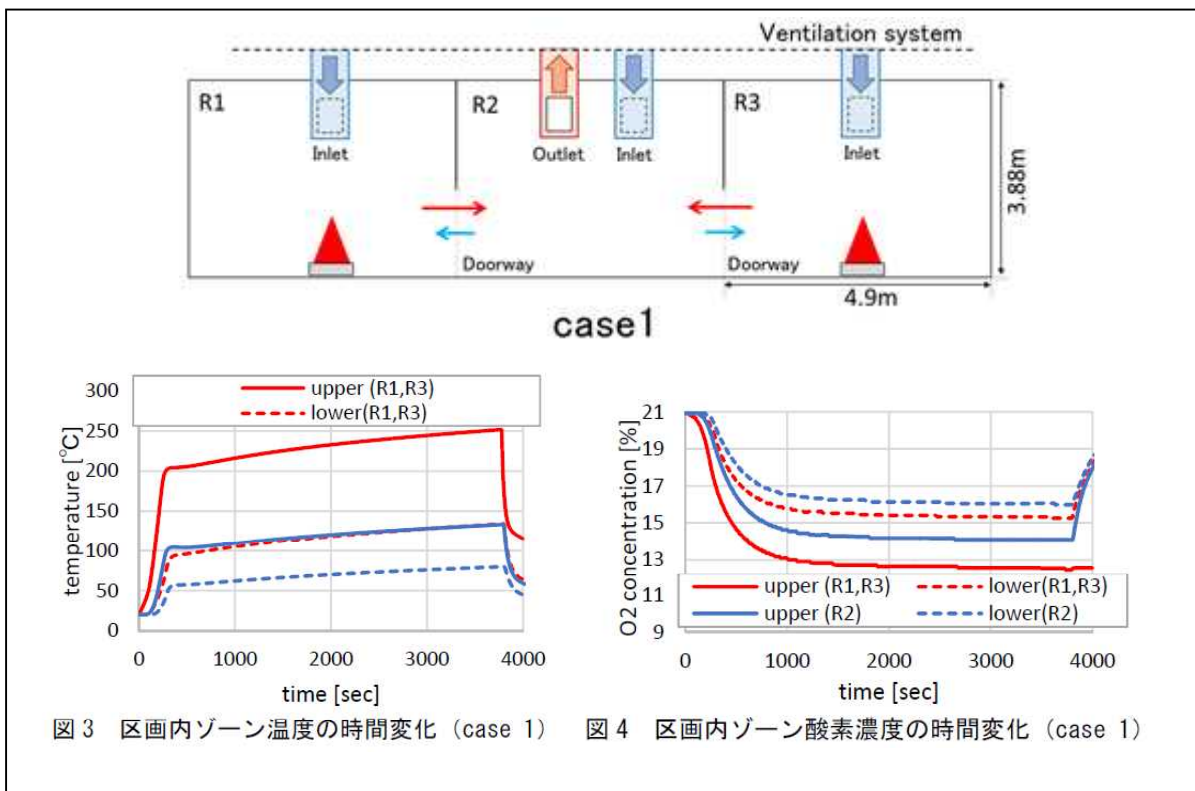 Ventilation system
R1
R2
R3
Inlet
Outlet
Inlet
Inlet
3.88m
Doorway
Doorway
4.9m
case1
upper (R1,R3)
lower(R1,R3)
temperature [℃]
300
250
200
150
100
50
0
0 1000 2000 3000 4000
time [sec]
O2 concentration [%]
21
19
17
15
13
11
9
upper (R1,R3) lower(R1,R3)
upper (R2) lower(R2)
0 1000 2000 3000 4000
time [sec]
図3 区画内ゾーン温度の時間変化 (case 1)
図4 区画内ゾーン酸素濃度の時間変化 (case 1)